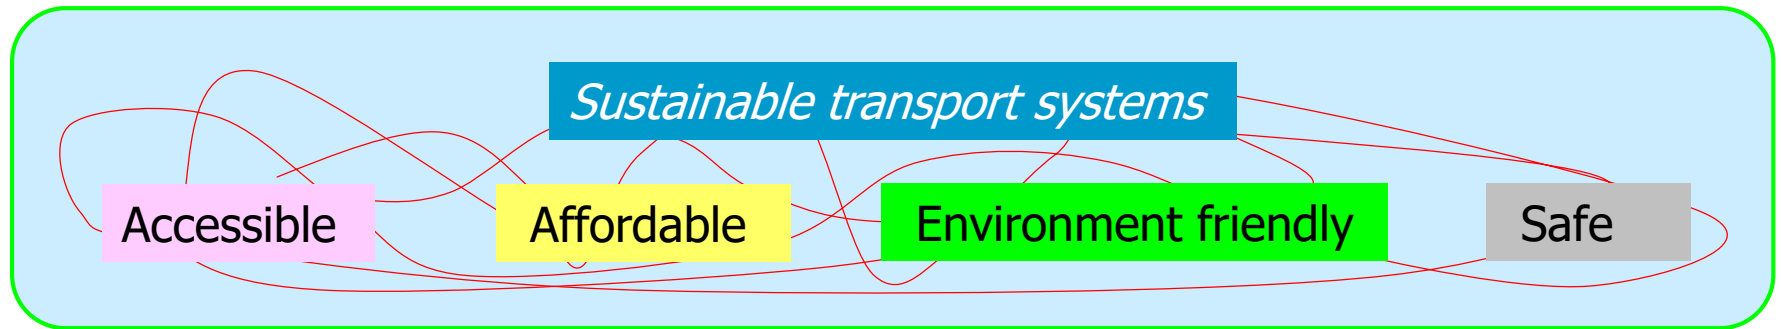 Sustainable transport systems
Accessible Affordable Environment friendly Safe